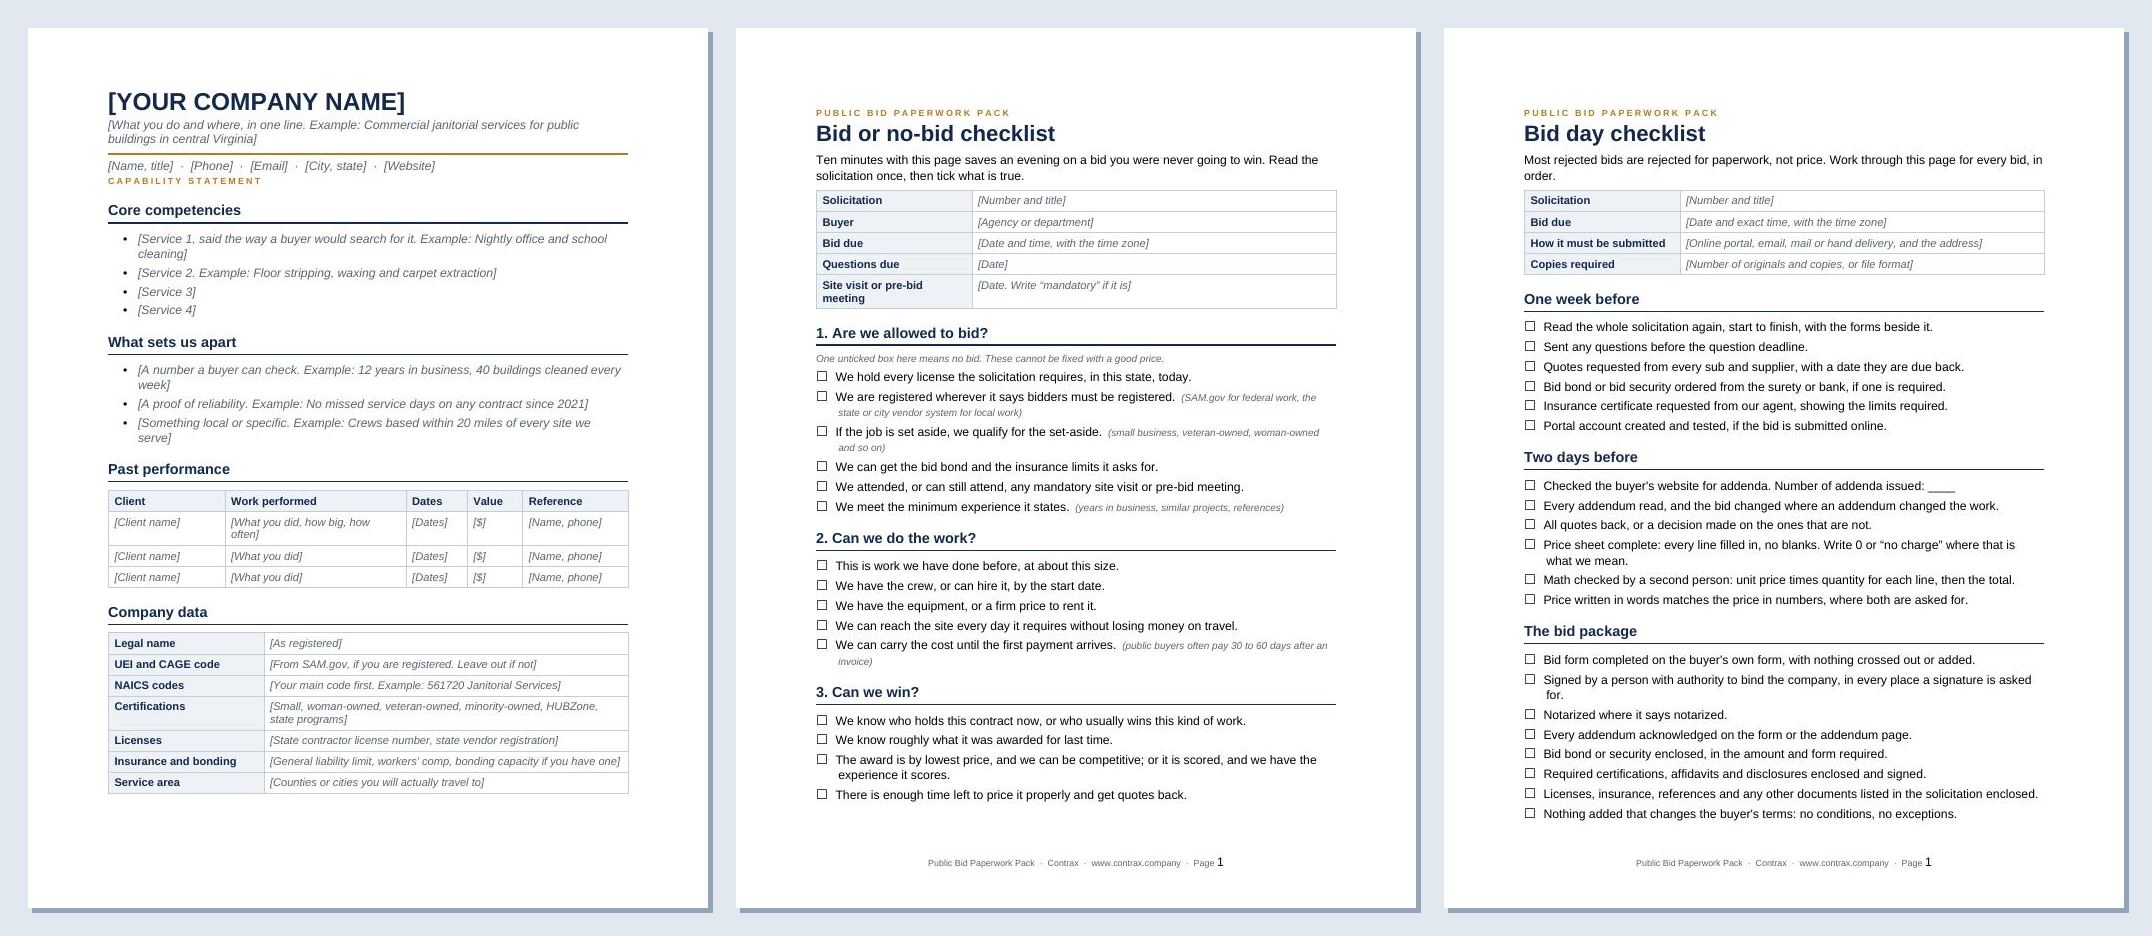 [YOUR COMPANY NAME]
[What you do and where, in one line. Example: Commercial janitorial services for public
buildings in central Virginia]
[Name, title] · [Phone] · [Email] · [City, state] · [Website]
CAPABILITY STATEMENT
Core competencies
• [Service 1, said the way a buyer would search for it. Example: Nightly office and school
cleaning]
• [Service 2. Example: Floor stripping, waxing and carpet extraction]
• [Service 3]
• [Service 4]
What sets us apart
• [A number a buyer can check. Example: 12 years in business, 40 buildings cleaned every
week]
• [A proof of reliability. Example: No missed service days on any contract since 2021]
• [Something local or specific. Example: Crews based within 20 miles of every site we
serve]
Past performance
Client Work performed Dates Value Reference
[Client name] [What you did, how big, how [Dates] [$] [Name, phone]
often]
[Client name] [What you did] [Dates] [$] [Name, phone]
[Client name] [What you did] [Dates] [$] [Name, phone]
Company data
Legal name [As registered]
UEI and CAGE code [From SAM.gov, if you are registered. Leave out if not]
NAICS codes [Your main code first. Example: 561720 Janitorial Services]
Certifications [Small, woman-owned, veteran-owned, minority-owned, HUBZone,
state programs]
Licenses [State contractor license number, state vendor registration]
Insurance and bonding [General liability limit, workers' comp, bonding capacity if you have one]
Service area [Counties or cities you will actually travel to]
PUBLIC BID PAPERWORK PACK
Bid or no-bid checklist
Ten minutes with this page saves an evening on a bid you were never going to win. Read the
solicitation once, then tick what is true.
Solicitation [Number and title]
Buyer [Agency or department]
Bid due [Date and time, with the time zone]
Questions due [Date]
Site visit or pre-bid [Date. Write “mandatory” if it is]
meeting
1. Are we allowed to bid?
One unticked box here means no bid. These cannot be fixed with a good price.
☐ We hold every license the solicitation requires, in this state, today.
☐ We are registered wherever it says bidders must be registered. (SAM.gov for federal work, the
state or city vendor system for local work)
☐ If the job is set aside, we qualify for the set-aside. (small business, veteran-owned, woman-owned
and so on)
☐ We can get the bid bond and the insurance limits it asks for.
☐ We attended, or can still attend, any mandatory site visit or pre-bid meeting.
☐ We meet the minimum experience it states. (years in business, similar projects, references)
2. Can we do the work?
☐ This is work we have done before, at about this size.
☐ We have the crew, or can hire it, by the start date.
☐ We have the equipment, or a firm price to rent it.
☐ We can reach the site every day it requires without losing money on travel.
☐ We can carry the cost until the first payment arrives. (public buyers often pay 30 to 60 days after an
invoice)
3. Can we win?
☐ We know who holds this contract now, or who usually wins this kind of work.
☐ We know roughly what it was awarded for last time.
☐ The award is by lowest price, and we can be competitive; or it is scored, and we have the
experience it scores.
☐ There is enough time left to price it properly and get quotes back.
Public Bid Paperwork Pack · Contrax · www.contrax.company · Page 1
PUBLIC BID PAPERWORK PACK
Bid day checklist
Most rejected bids are rejected for paperwork, not price. Work through this page for every bid, in
order.
Solicitation [Number and title]
Bid due [Date and exact time, with the time zone]
How it must be submitted [Online portal, email, mail or hand delivery, and the address]
Copies required [Number of originals and copies, or file format]
One week before
☐ Read the whole solicitation again, start to finish, with the forms beside it.
☐ Sent any questions before the question deadline.
☐ Quotes requested from every sub and supplier, with a date they are due back.
☐ Bid bond or bid security ordered from the surety or bank, if one is required.
☐ Insurance certificate requested from our agent, showing the limits required.
☐ Portal account created and tested, if the bid is submitted online.
Two days before
☐ Checked the buyer's website for addenda. Number of addenda issued: ____
☐ Every addendum read, and the bid changed where an addendum changed the work.
☐ All quotes back, or a decision made on the ones that are not.
☐ Price sheet complete: every line filled in, no blanks. Write 0 or “no charge” where that is
what we mean.
☐ Math checked by a second person: unit price times quantity for each line, then the total.
☐ Price written in words matches the price in numbers, where both are asked for.
The bid package
☐ Bid form completed on the buyer's own form, with nothing crossed out or added.
☐ Signed by a person with authority to bind the company, in every place a signature is asked
for.
☐ Notarized where it says notarized.
☐ Every addendum acknowledged on the form or the addendum page.
☐ Bid bond or security enclosed, in the amount and form required.
☐ Required certifications, affidavits and disclosures enclosed and signed.
☐ Licenses, insurance, references and any other documents listed in the solicitation enclosed.
☐ Nothing added that changes the buyer's terms: no conditions, no exceptions.
Public Bid Paperwork Pack · Contrax · www.contrax.company · Page 1